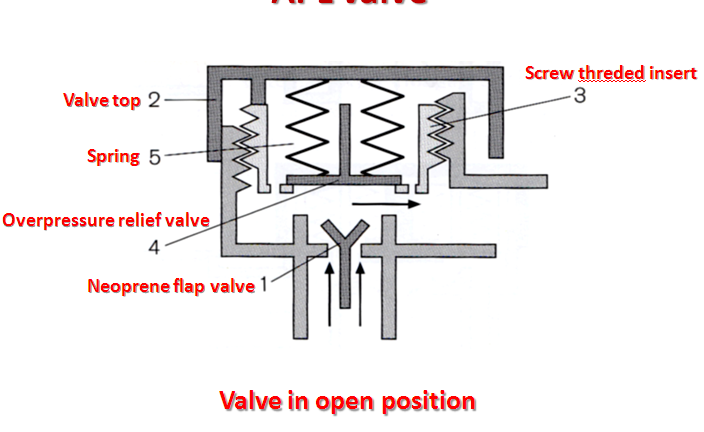 valve
Screw threded insert
3
Valve top 2
Spring 5
Overpressure relief valve
4
Neoprene flap valve 1
Valve in open position